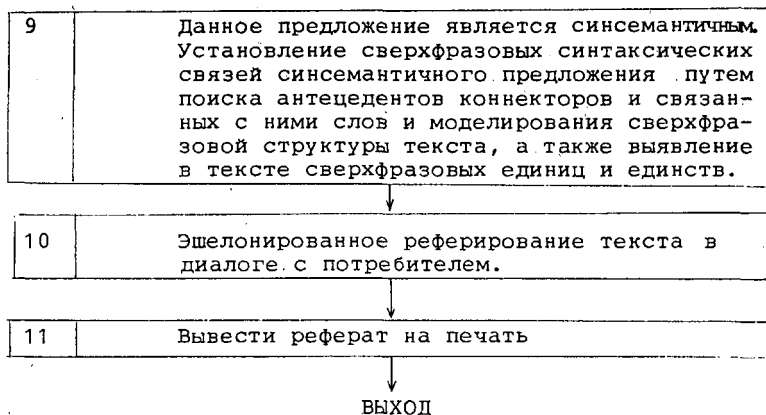 9 Данное предложение является синсемантичным.
Установление сверхфразовых синтаксических
связей синсемантичного предложения путем
поиска антецедентов коннекторов и связан-
ных с ними слов и моделирования сверхфра-
зовой структуры текста, а также выявление
в тексте сверхфразовых единиц и единств.
10 Эшелонированное реферирование текста в
диалоге с потребителем.
11 Вывести реферат на печать
ВЫХОД